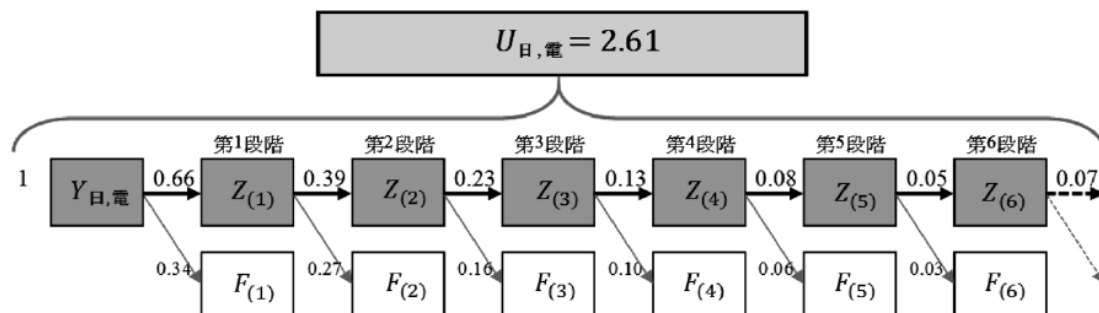 U日,電 = 2.61
第1段階 第2段階 第3段階 第4段階 第5段階 第6段階
1 Y日,電 0.66 Z(1) 0.39 Z(2) 0.23 Z(3) 0.13 Z(4) 0.08 Z(5) 0.05 Z(6) 0.07
0.34 F(1) 0.27 F(2) 0.16 F(3) 0.10 F(4) 0.06 F(5) 0.03 F(6)